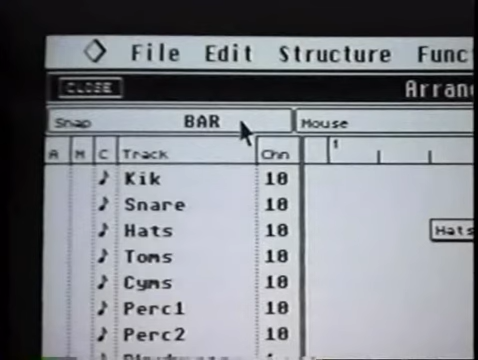 File Edit Structure Func
CLOSE Arran
Snap BAR Mouse
A M C Track Chn 1
Kik 10
Snare 10
Hats 10 Hats
Toms 10
Cyms 10
Perc1 10
Perc2 10